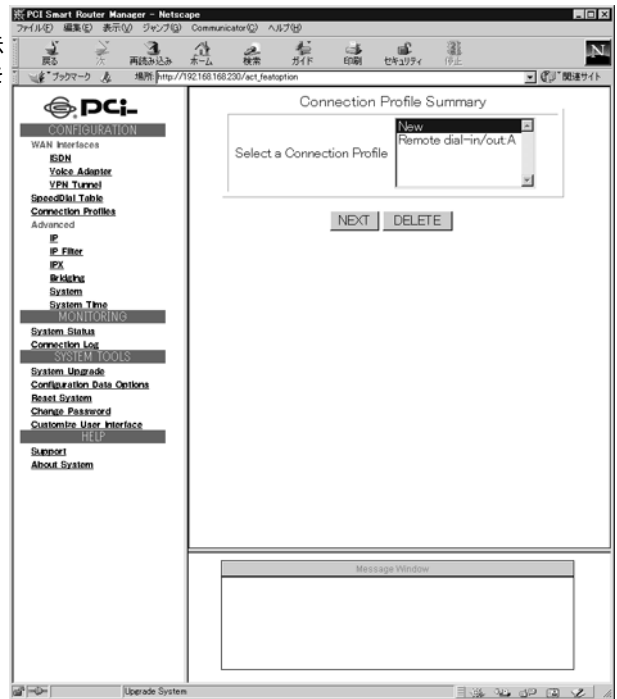 PCI Smart Router Manager - Netscape
ファイル(F) 編集(E) 表示(V) ジャンプ(G) Communicator(C) ヘルプ(H)
戻る 次 再読み込み ホーム 検索 ガイド 印刷 セキュリティ 停止
N
ブックマーク 場所: http://192.168.168.230/act_featoption 関連サイト
PCi
CONFIGURATION
WAN Interfaces
ISDN
Voice Adapter
VPN Tunnel
SpeedDial Table
Connection Profiles
Advanced
IP
IP Filter
IPX
Bridging
System
System Time
MONITORING
System Status
Connection Log
SYSTEM TOOLS
System Upgrade
Configuration Data Options
Reset System
Change Password
Customize User Interface
HELP
Support
About System
Connection Profile Summary
Select a Connection Profile
New
Remote dial-in/out:A
NEXT DELETE
Message Window
Upgrade System